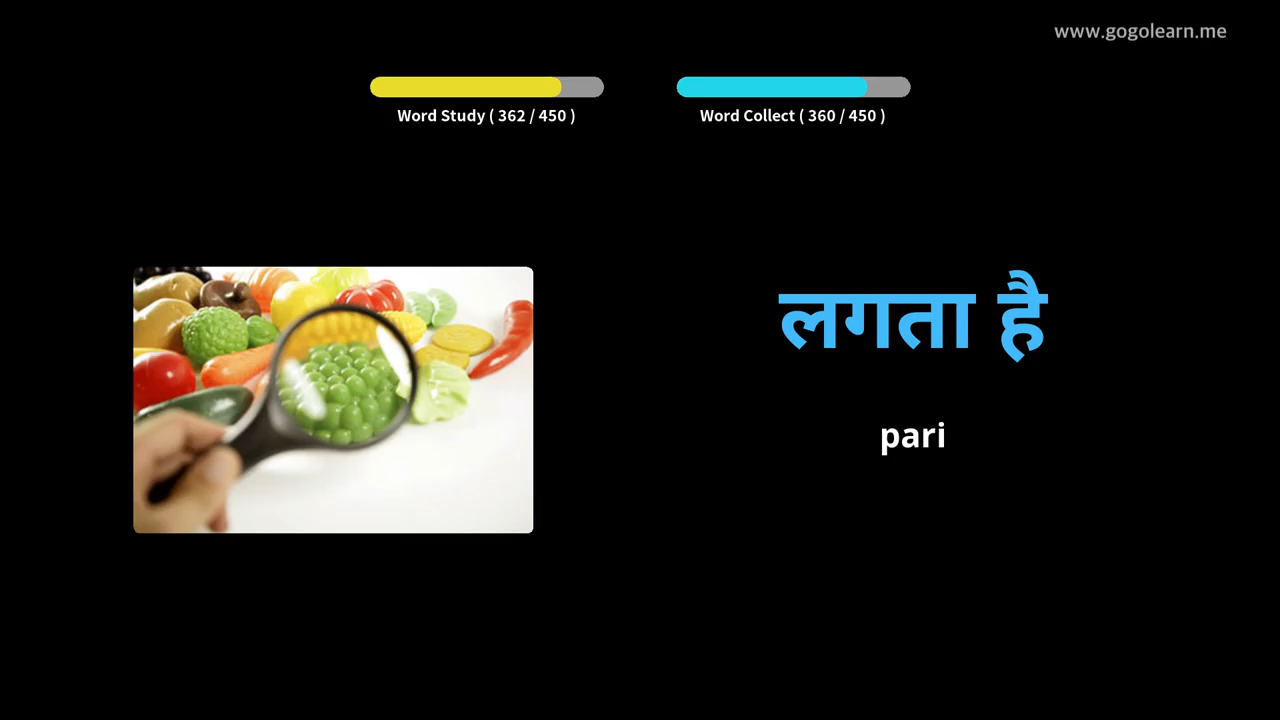 www.gogolearn.me
Word Study ( 362 / 450 )
Word Collect ( 360 / 450 )
लगता है
pari